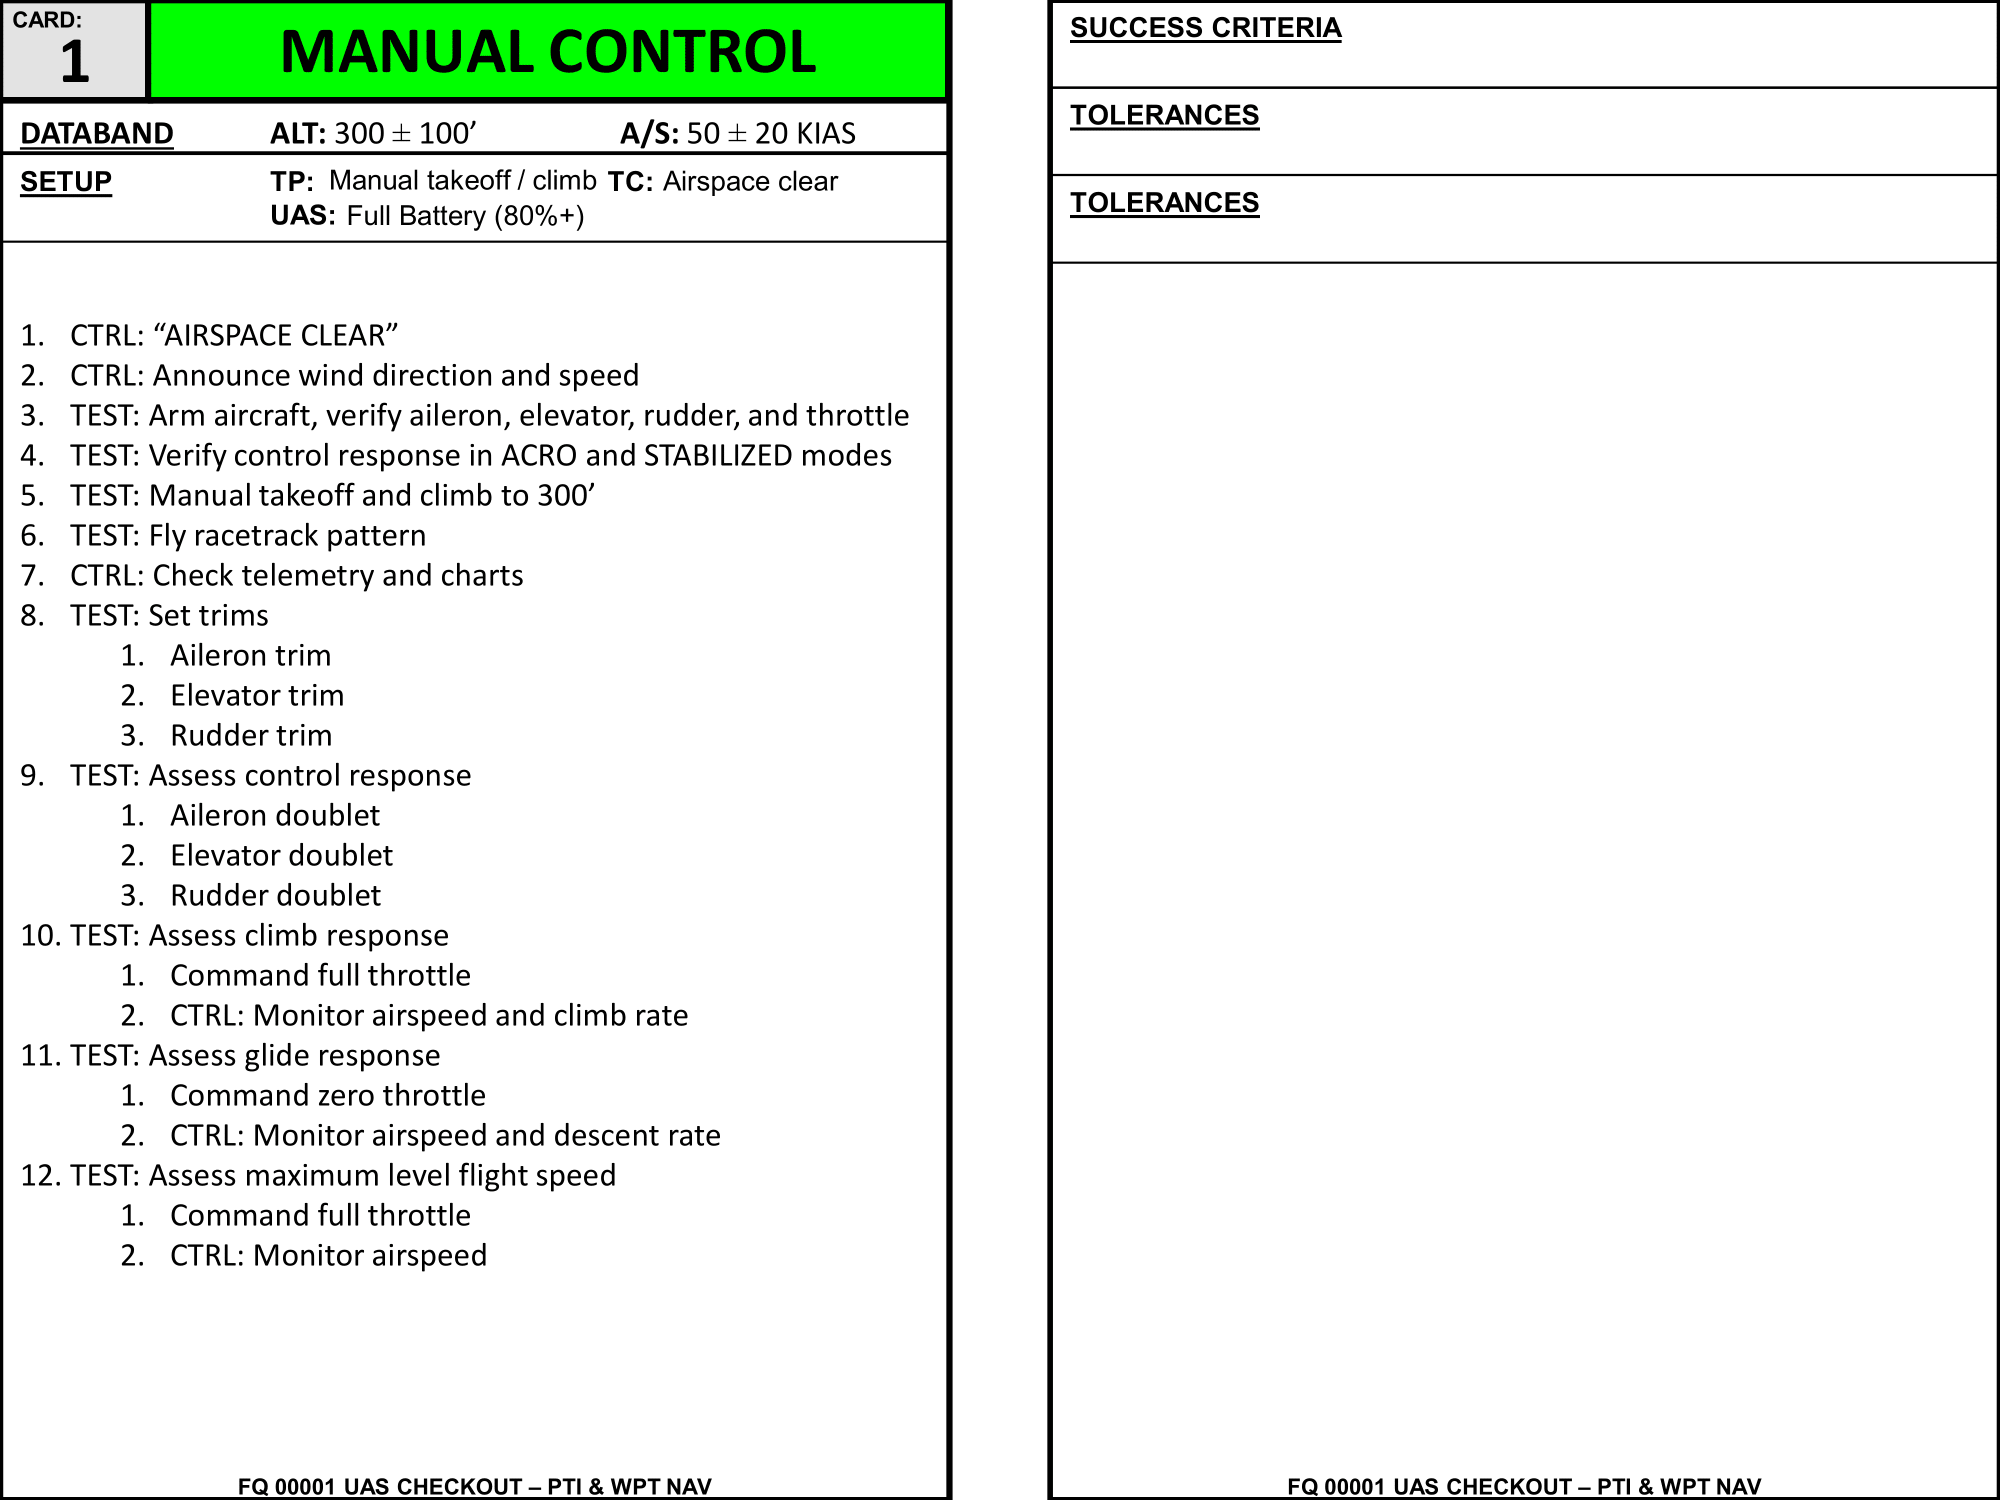 CARD:
1
MANUAL CONTROL
DATABAND ALT: 300 ± 100’ A/S: 50 ± 20 KIAS
SETUP TP: Manual takeoff / climb TC: Airspace clear
UAS: Full Battery (80%+)
1. CTRL: “AIRSPACE CLEAR”
2. CTRL: Announce wind direction and speed
3. TEST: Arm aircraft, verify aileron, elevator, rudder, and throttle
4. TEST: Verify control response in ACRO and STABILIZED modes
5. TEST: Manual takeoff and climb to 300’
6. TEST: Fly racetrack pattern
7. CTRL: Check telemetry and charts
8. TEST: Set trims
1. Aileron trim
2. Elevator trim
3. Rudder trim
9. TEST: Assess control response
1. Aileron doublet
2. Elevator doublet
3. Rudder doublet
10. TEST: Assess climb response
1. Command full throttle
2. CTRL: Monitor airspeed and climb rate
11. TEST: Assess glide response
1. Command zero throttle
2. CTRL: Monitor airspeed and descent rate
12. TEST: Assess maximum level flight speed
1. Command full throttle
2. CTRL: Monitor airspeed
FQ 00001 UAS CHECKOUT – PTI & WPT NAV
SUCCESS CRITERIA
TOLERANCES
TOLERANCES
FQ 00001 UAS CHECKOUT – PTI & WPT NAV